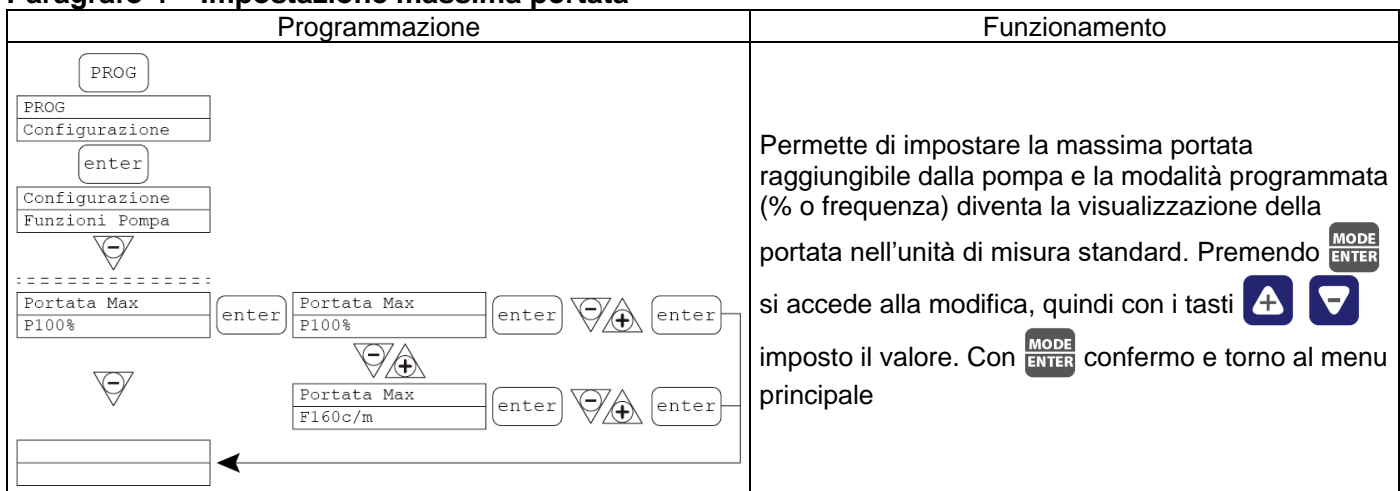 Paragrafo 4 – Impostazione massima portata
Programmazione
Funzionamento
PROG
PROG
Configurazione
enter
Configurazione
Funzioni Pompa
Portata Max
P100%
enter
Portata Max
P100%
enter
enter
Portata Max
F160c/m
enter
enter
Permette di impostare la massima portata
raggiungibile dalla pompa e la modalità programmata
(% o frequenza) diventa la visualizzazione della
portata nell'unità di misura standard. Premendo MODE ENTER
si accede alla modifica, quindi con i tasti + -
imposto il valore. Con MODE ENTER confermo e torno al menu
principale